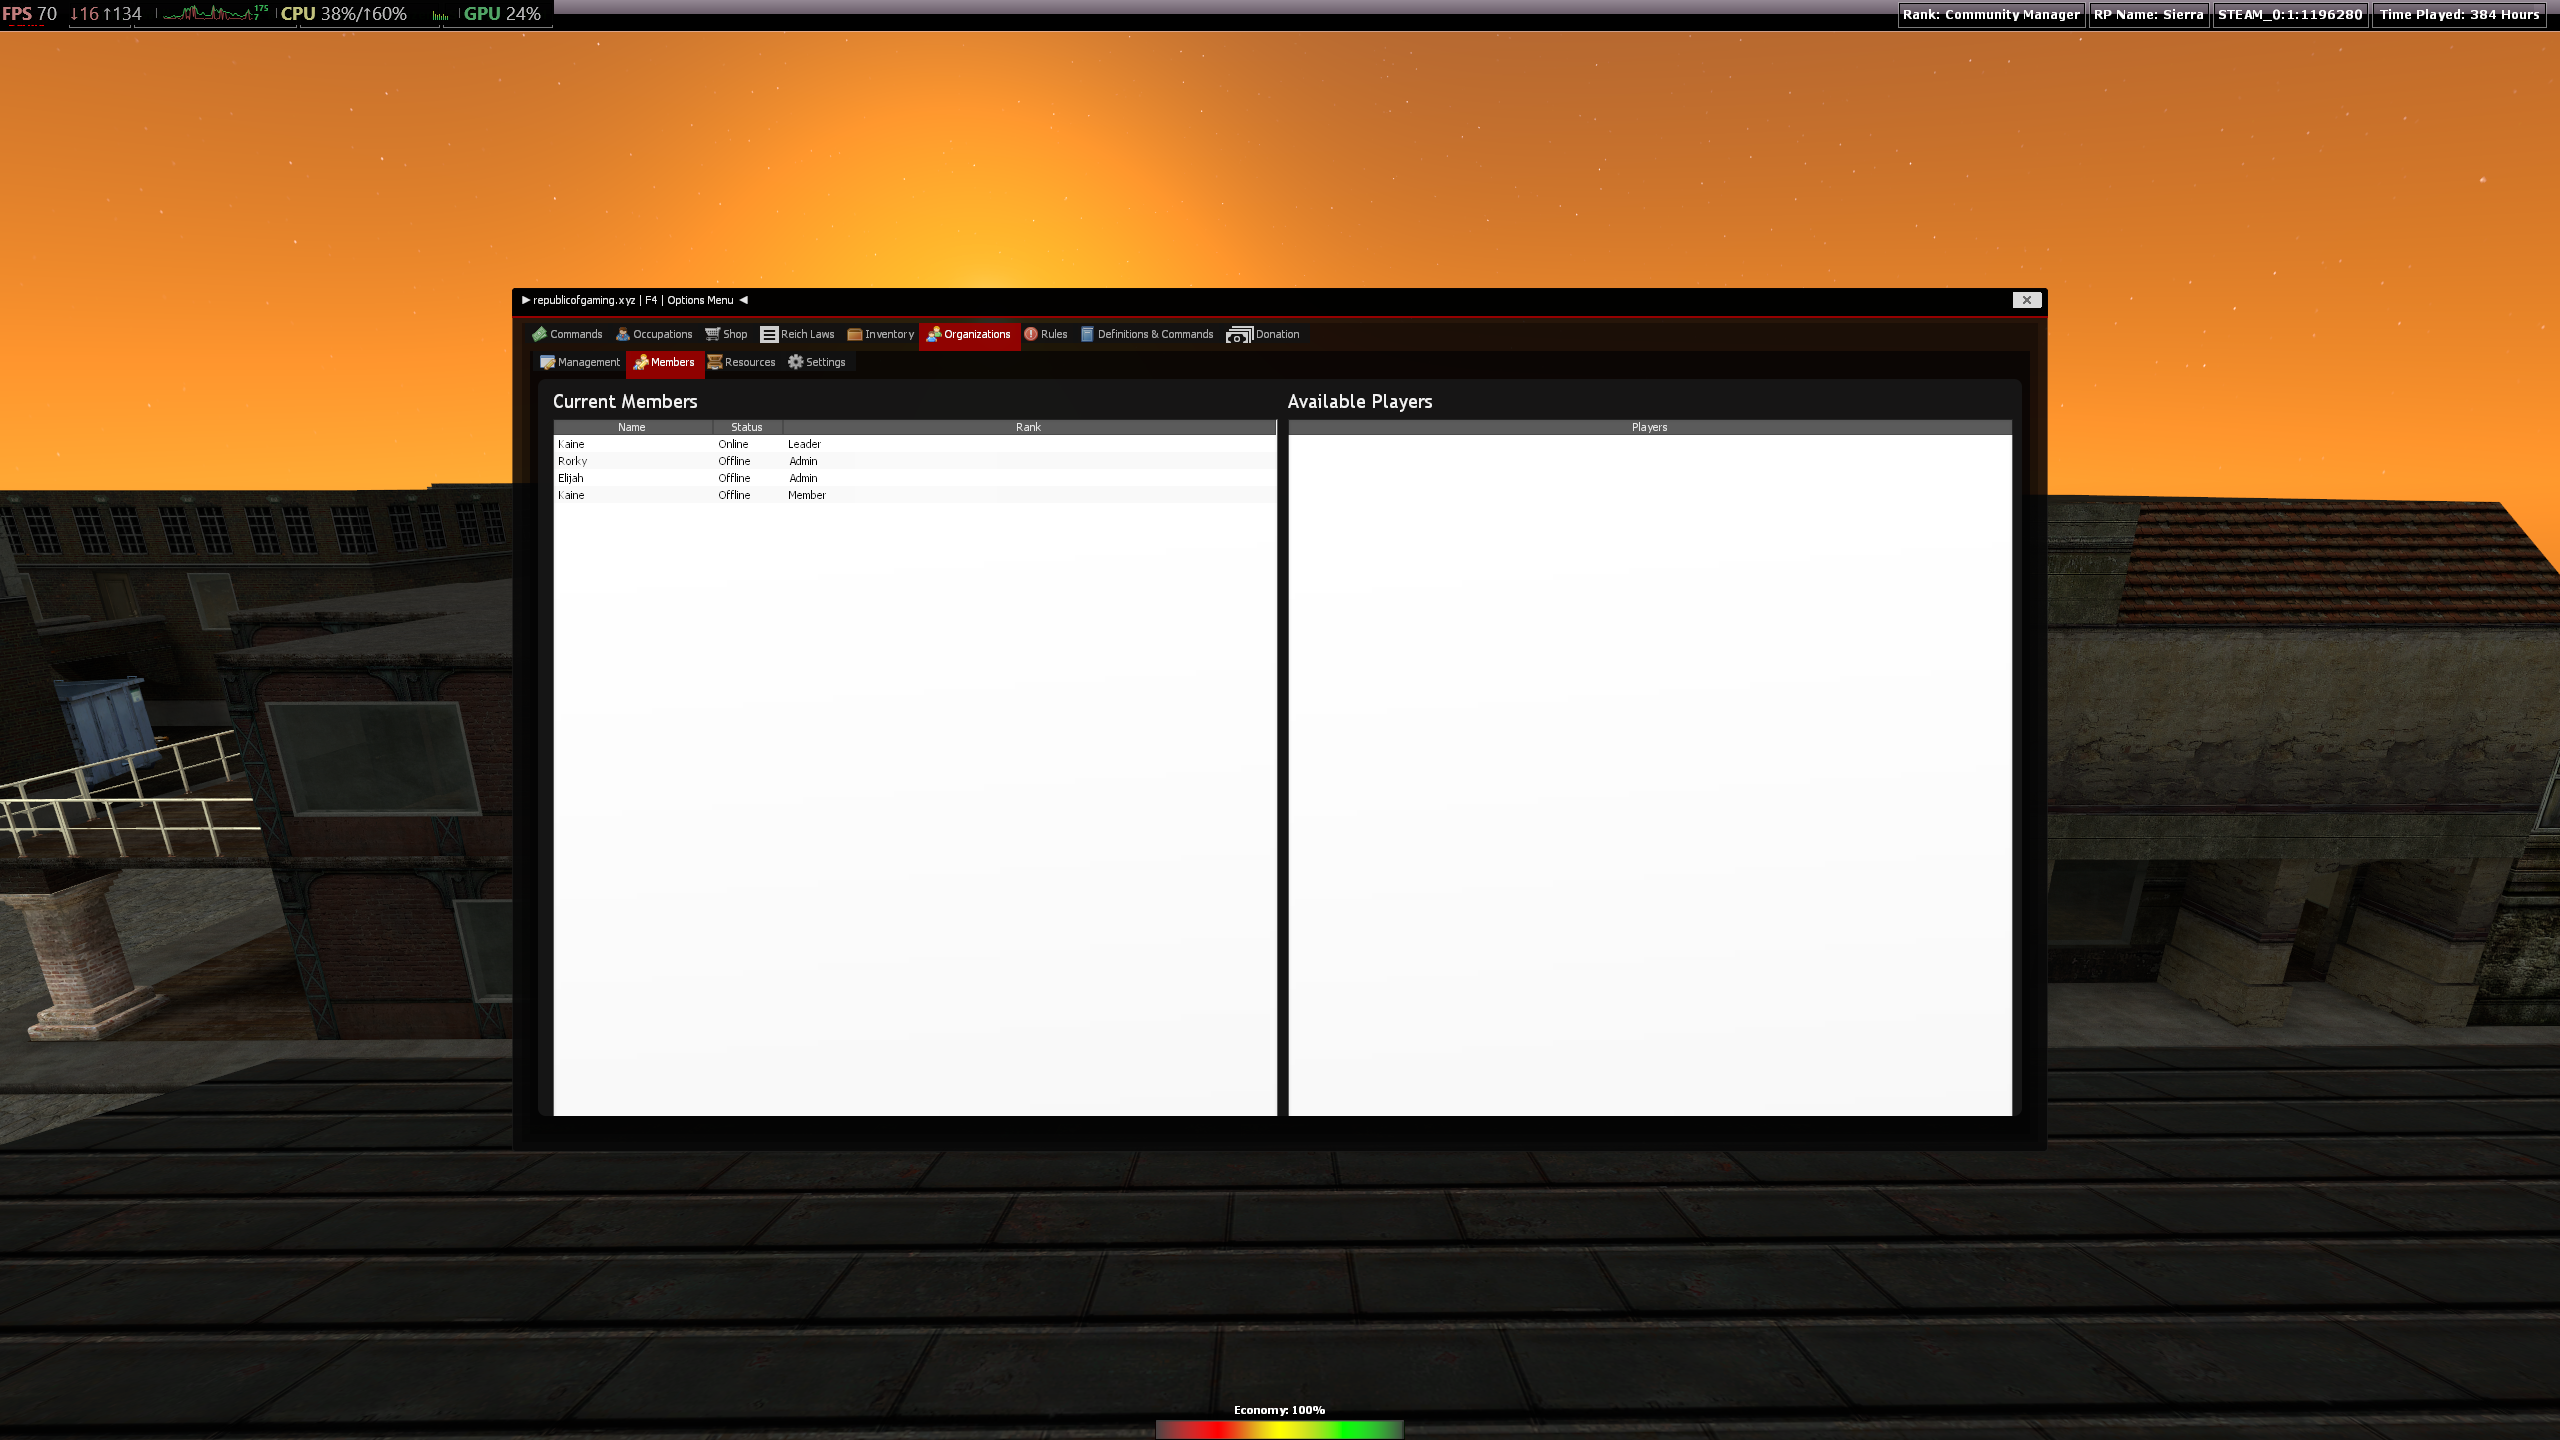 FPS 70 ↓16 ↑134 175 7 CPU 38%/↑60% GPU 24%
Rank: Community Manager RP Name: Sierra STEAM_0:1:1196280 Time Played: 384 Hours
▶ republicofgaming.xyz | F4 | Options Menu ◀
Commands Occupations Shop Reich Laws Inventory Organizations Rules Definitions & Commands Donation
Management Members Resources Settings
Current Members Available Players
Name Status Rank Players
Kaine Online Leader
Rorky Offline Admin
Elijah Offline Admin
Kaine Offline Member
Economy: 100%